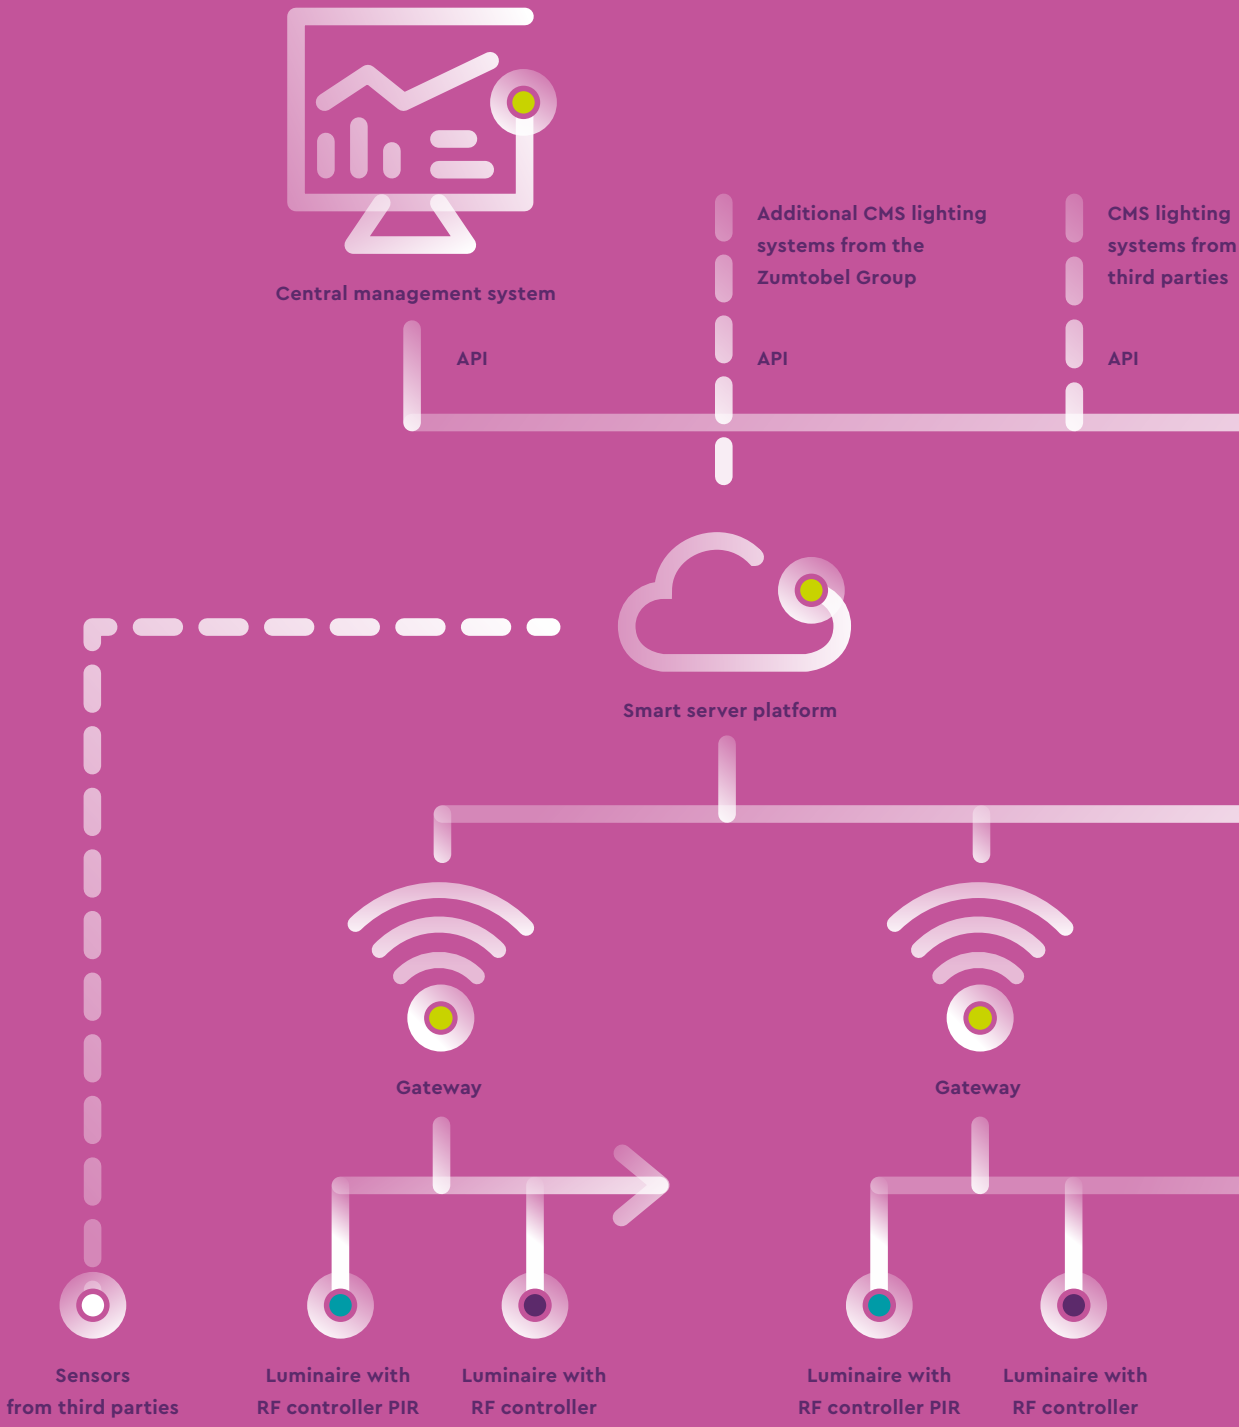 Additional CMS lighting
systems from the
Zumtobel Group
CMS lighting
systems from
third parties
Central management system
API
API
API
Smart server platform
Gateway
Gateway
Sensors
from third parties
Luminaire with
RF controller PIR
Luminaire with
RF controller
Luminaire with
RF controller PIR
Luminaire with
RF controller